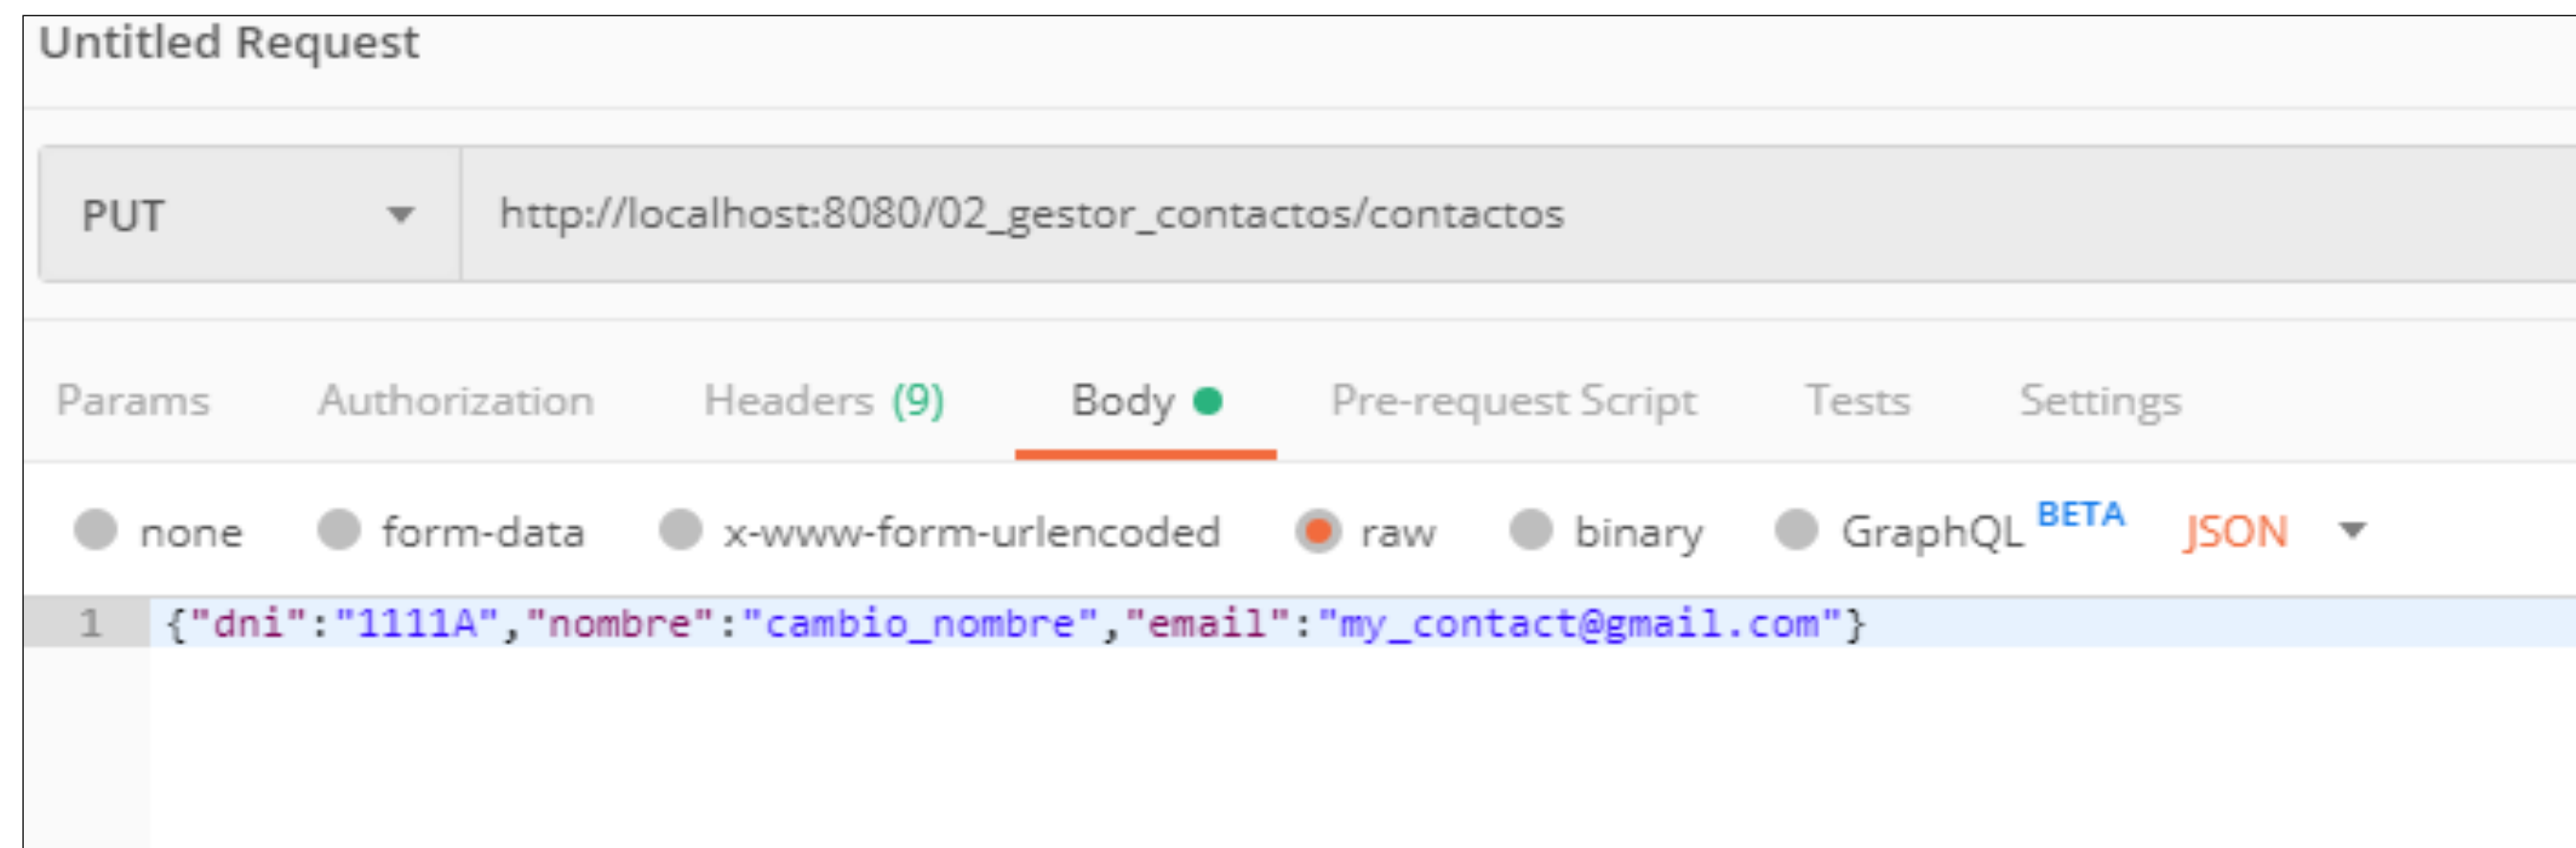 Untitled Request
PUT http://localhost:8080/02_gestor_contactos/contactos
Params Authorization Headers (9) Body Pre-request Script Tests Settings
none form-data x-www-form-urlencoded raw binary GraphQL BETA JSON
1 {"dni":"1111A","nombre":"cambio_nombre","email":"my_contact@gmail.com"}